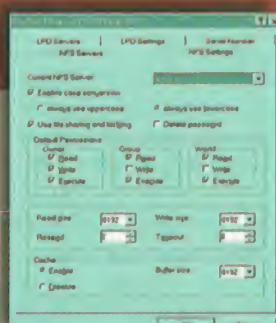 LPD Servers LPD Settings Serial Number
NFS Servers NFS Settings
Current NFS Server
Enable case conversion
always use uppercase always use lowercase
Use file sharing and locking Delete password
Default Permissions
Owner Group World
Read Read Read
Write Write Write
Execute Execute Execute
Read size 8192 Write size 8192
Resend Timeout
Cache
Enable Buffer size 8192
Disable